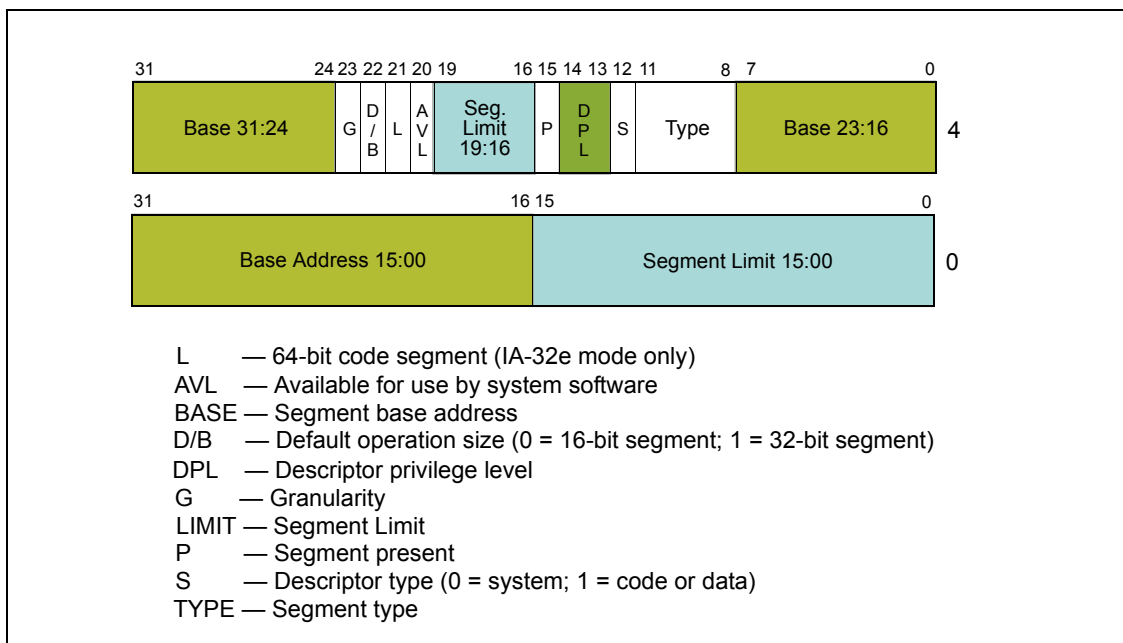 31 24 23 22 21 20 19 16 15 14 13 12 11 8 7 0
Base 31:24 G D/B L AVL Seg. Limit 19:16 P DPL S Type Base 23:16 4
31 16 15 0
Base Address 15:00 Segment Limit 15:00 0
L — 64-bit code segment (IA-32e mode only)
AVL — Available for use by system software
BASE — Segment base address
D/B — Default operation size (0 = 16-bit segment; 1 = 32-bit segment)
DPL — Descriptor privilege level
G — Granularity
LIMIT — Segment Limit
P — Segment present
S — Descriptor type (0 = system; 1 = code or data)
TYPE — Segment type